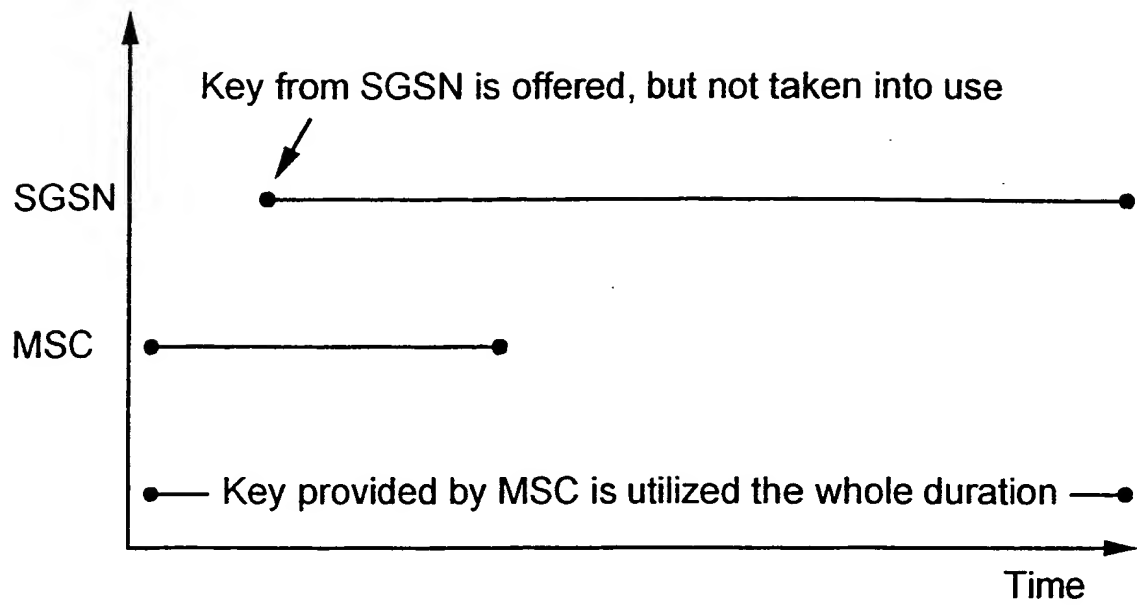 Key from SGSN is offered, but not taken into use
SGSN
MSC
Key provided by MSC is utilized the whole duration
Time